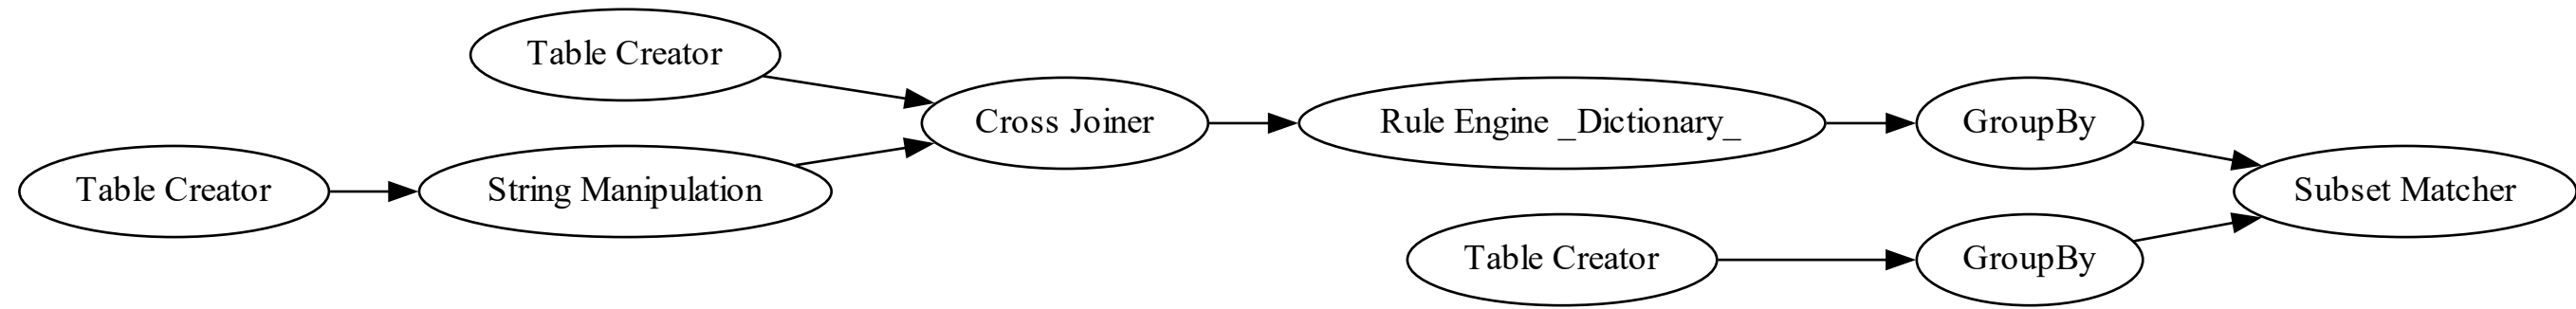 Table Creator
Table Creator
String Manipulation
Cross Joiner
Rule Engine _Dictionary_
GroupBy
Table Creator
GroupBy
Subset Matcher